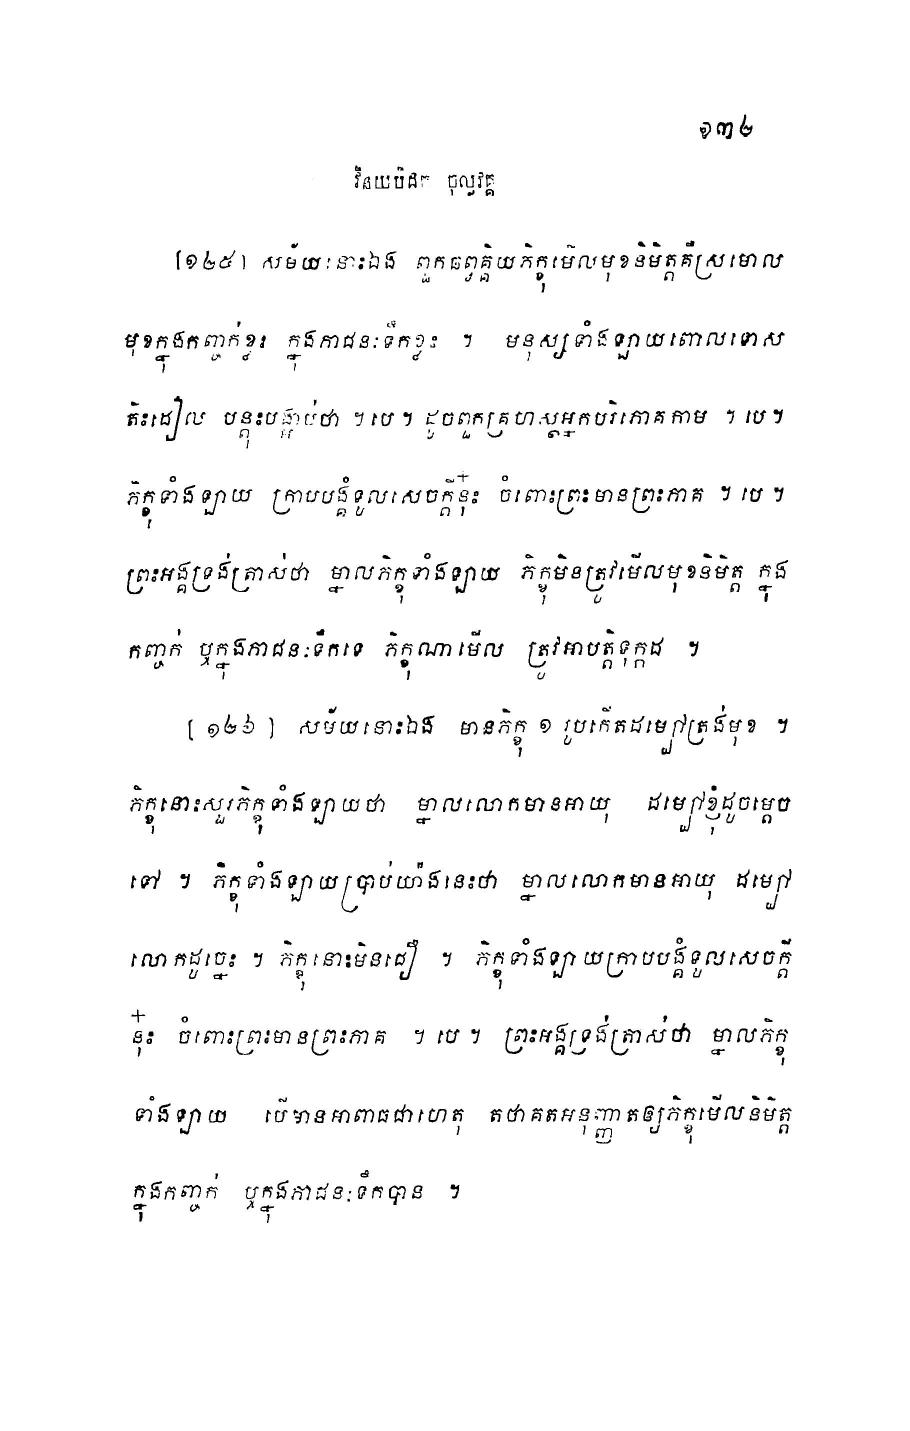 ១៣២
វិនយបិដក ចុល្លវគ្គ
[១២៥] សម័យនោះឯង ពួកឆព្វគ្គិយភិក្ខុមើលមុខនិមិត្តគឺស្រមោល
មុខក្នុងកញ្ចក់ខ្លះ ក្នុងភាជនៈទឹកខ្លះ ។ មនុស្សទាំងឡាយពោលទោស
តិះដៀល បន្តុះបង្អាប់ថា ។ បេ ។ ដូចពួកគ្រហស្ថអ្នកបរិភោគកាម ។ បេ ។
ភិក្ខុទាំងឡាយ ក្រាបបង្គំទូលសេចក្តីនុ៎ះ ចំពោះព្រះមានព្រះភាគ ។ បេ ។
ព្រះអង្គទ្រង់ត្រាស់ថា ម្នាលភិក្ខុទាំងឡាយ ភិក្ខុមិនត្រូវមើលមុខនិមិត្ត ក្នុង
កញ្ចក់ ឬក្នុងភាជនៈទឹកទេ ភិក្ខុណាមើល ត្រូវអាបត្តិទុក្កដ ។
[ ១២៦ ] សម័យនោះឯង មានភិក្ខុ ១ រូបកើតដម្បៅត្រង់មុខ ។
ភិក្ខុនោះសួរភិក្ខុទាំងឡាយថា ម្នាលលោកមានអាយុ ដម្បៅខ្ញុំដូចម្តេច
ទៅ ។ ភិក្ខុទាំងឡាយប្រាប់យ៉ាងនេះថា ម្នាលលោកមានអាយុ ដម្បៅ
លោកដូច្នេះ ។ ភិក្ខុនោះមិនជឿ ។ ភិក្ខុទាំងឡាយក្រាបបង្គំទូលសេចក្តី
នុ៎ះ ចំពោះព្រះមានព្រះភាគ ។ បេ ។ ព្រះអង្គទ្រង់ត្រាស់ថា ម្នាលភិក្ខុ
ទាំងឡាយ បើមានអាពាធជាហេតុ តថាគតអនុញ្ញាតឲ្យភិក្ខុមើលនិមិត្ត
ក្នុងកញ្ចក់ ឬក្នុងភាជនៈទឹកបាន ។